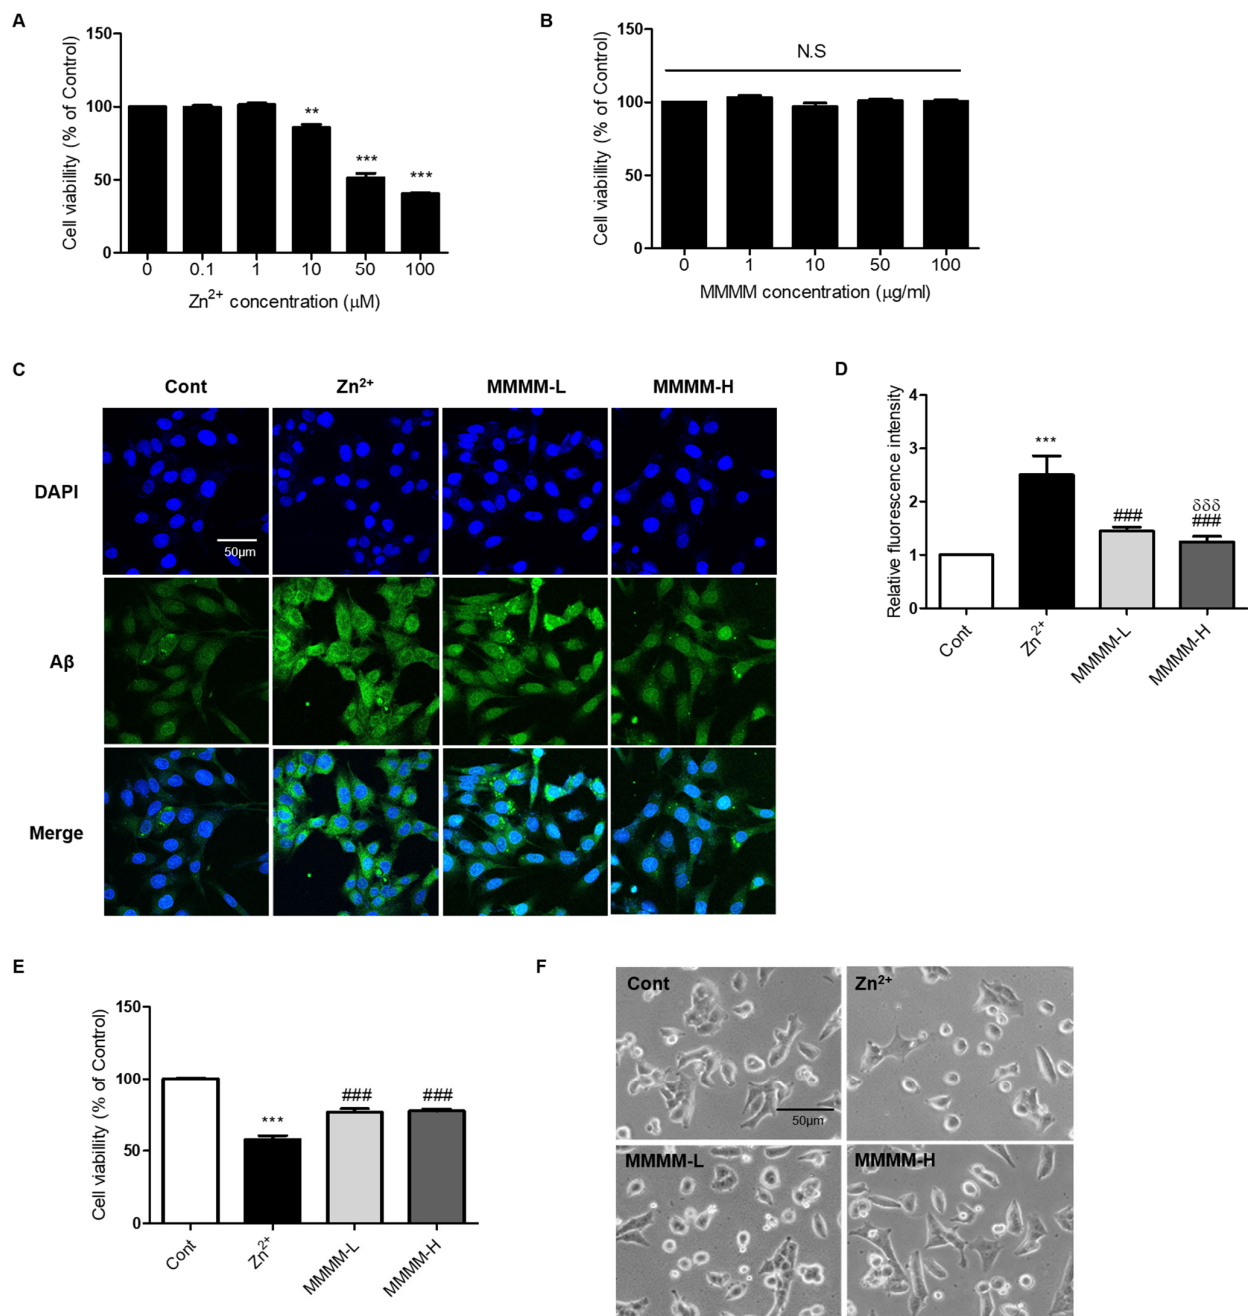 A
Cell viabillity (% of Control)
150
100
50
0
** *** ***
0 0.1 1 10 50 100
Zn²⁺ concentration (μM)
B
Cell viabillity (% of Control)
150
100
50
0
N.S
0 1 10 50 100
MMMM concentration (μg/ml)
C
Cont Zn²⁺ MMMM-L MMMM-H
DAPI
50μm
Aβ
Merge
D
Relative fluorescence intensity
4
3
2
1
0
***
###
δδδ
###
Cont Zn²⁺ MMMM-L MMMM-H
E
Cell viabillity (% of Control)
150
100
50
0
*** ### ###
Cont Zn²⁺ MMMM-L MMMM-H
F
Cont Zn²⁺
50μm
MMMM-L MMMM-H